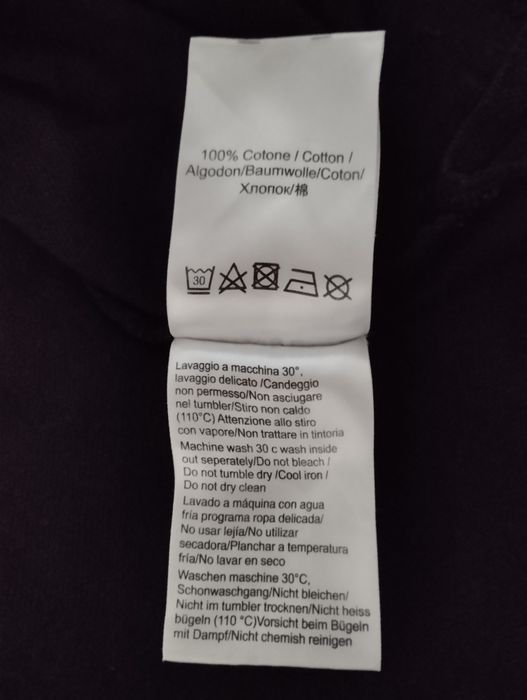 100% Cotone / Cotton /
Algodon/Baumwolle/Coton/
Хлопок/棉
30
Lavaggio a macchina 30°,
lavaggio delicato /Candeggio
non permesso/Non asciugare
nel tumbler/Stiro non caldo
(110°C) Attenzione allo stiro
con vapore/Non trattare in tintoria
Machine wash 30 c wash inside
out seperately/Do not bleach /
Do not tumble dry /Cool iron /
Do not dry clean
Lavado a máquina con agua
fria programa ropa delicada/
No usar lejía/No utilizar
secadora/Planchar a temperatura
fría/No lavar en seco
Waschen maschine 30°C,
Schonwaschgang/Nicht bleichen/
Nicht im tumbler trocknen/Nicht heiss
bügeln (110 °C)Vorsicht beim Bügeln
mit Dampf/Nicht chemish reinigen